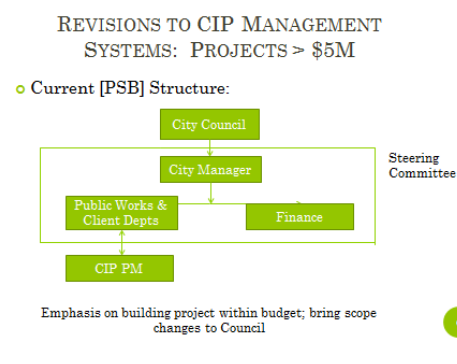 REVISIONS TO CIP MANAGEMENT
SYSTEMS: PROJECTS > $5M
Current [PSB] Structure:
City Council
City Manager
Steering
Committee
Public Works &
Client Depts
Finance
CIP PM
Emphasis on building project within budget; bring scope
changes to Council